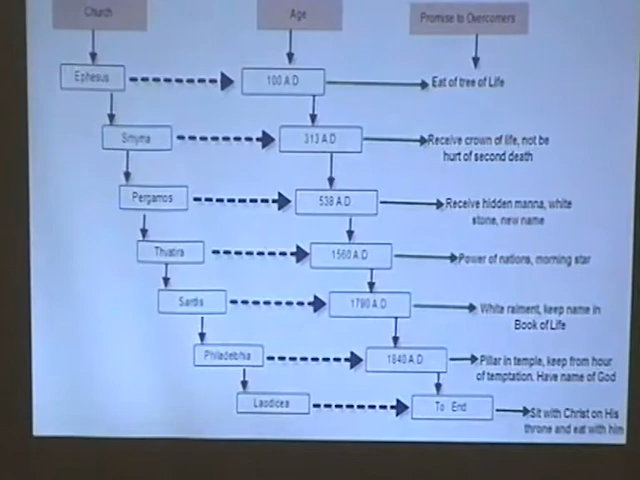 Church
Age
Promise to Overcomers
Ephesus
100 A.D
Eat of tree of Life
Smyrna
313 A.D
Receive crown of life, not be
hurt of second death
Pergamos
538 A.D
Receive hidden manna, white
stone, new name
Thyatira
1560 A.D
Power of nations, morning star
Sardis
1790 A.D
White raiment, keep name in
Book of Life
Philadelphia
1840 A.D
Pillar in temple, keep from hour
of temptation. Have name of God
Laodicea
To End
Sit with Christ on His
throne and eat with him